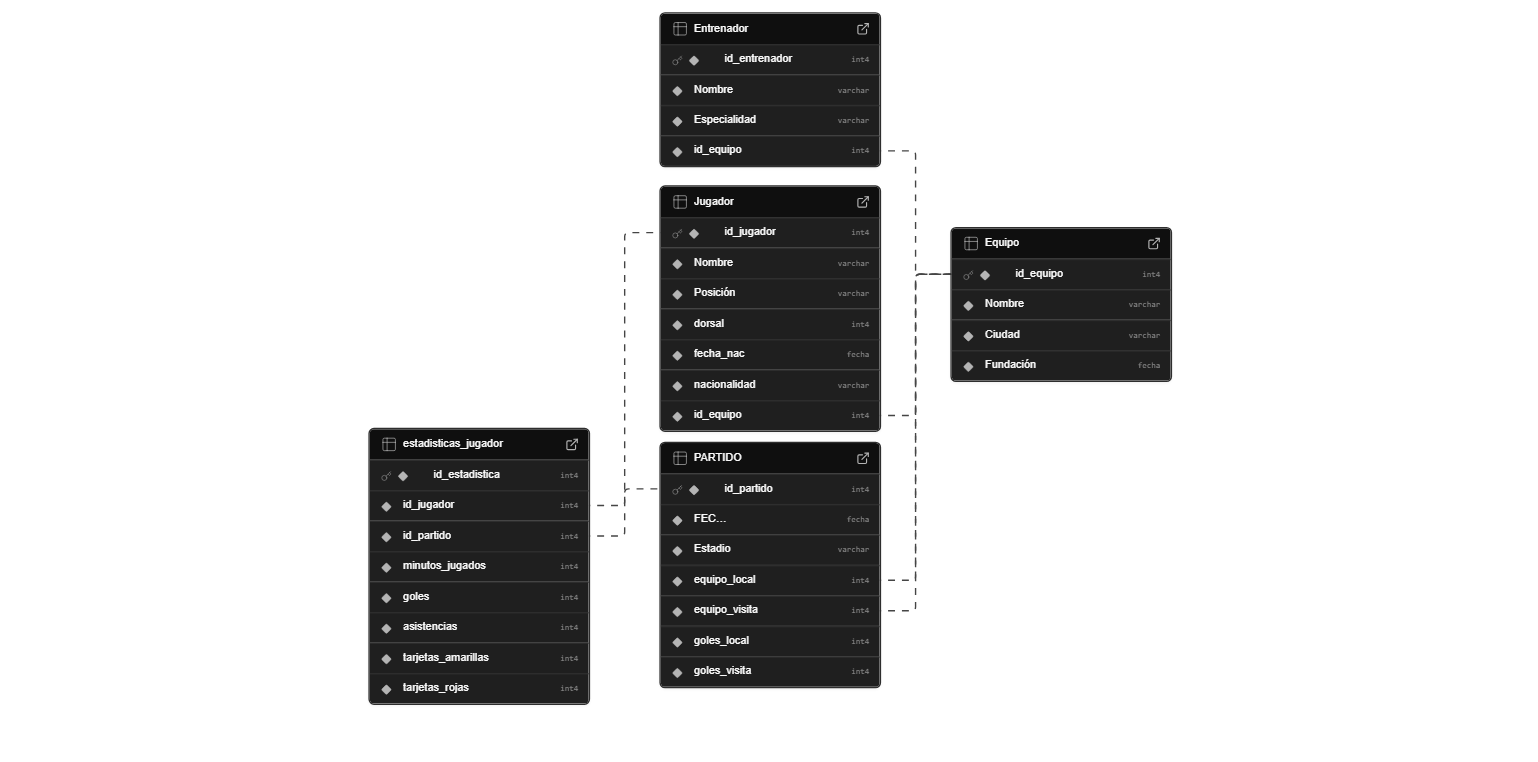 Entrenador
id_entrenador int4
Nombre varchar
Especialidad varchar
id_equipo int4
Jugador
id_jugador int4
Nombre varchar
Posición varchar
dorsal int4
fecha_nac fecha
nacionalidad varchar
id_equipo int4
Equipo
id_equipo int4
Nombre varchar
Ciudad varchar
Fundación fecha
estadisticas_jugador
id_estadistica int4
id_jugador int4
id_partido int4
minutos_jugados int4
goles int4
asistencias int4
tarjetas_amarillas int4
tarjetas_rojas int4
PARTIDO
id_partido int4
FEC... fecha
Estadio varchar
equipo_local int4
equipo_visita int4
goles_local int4
goles_visita int4